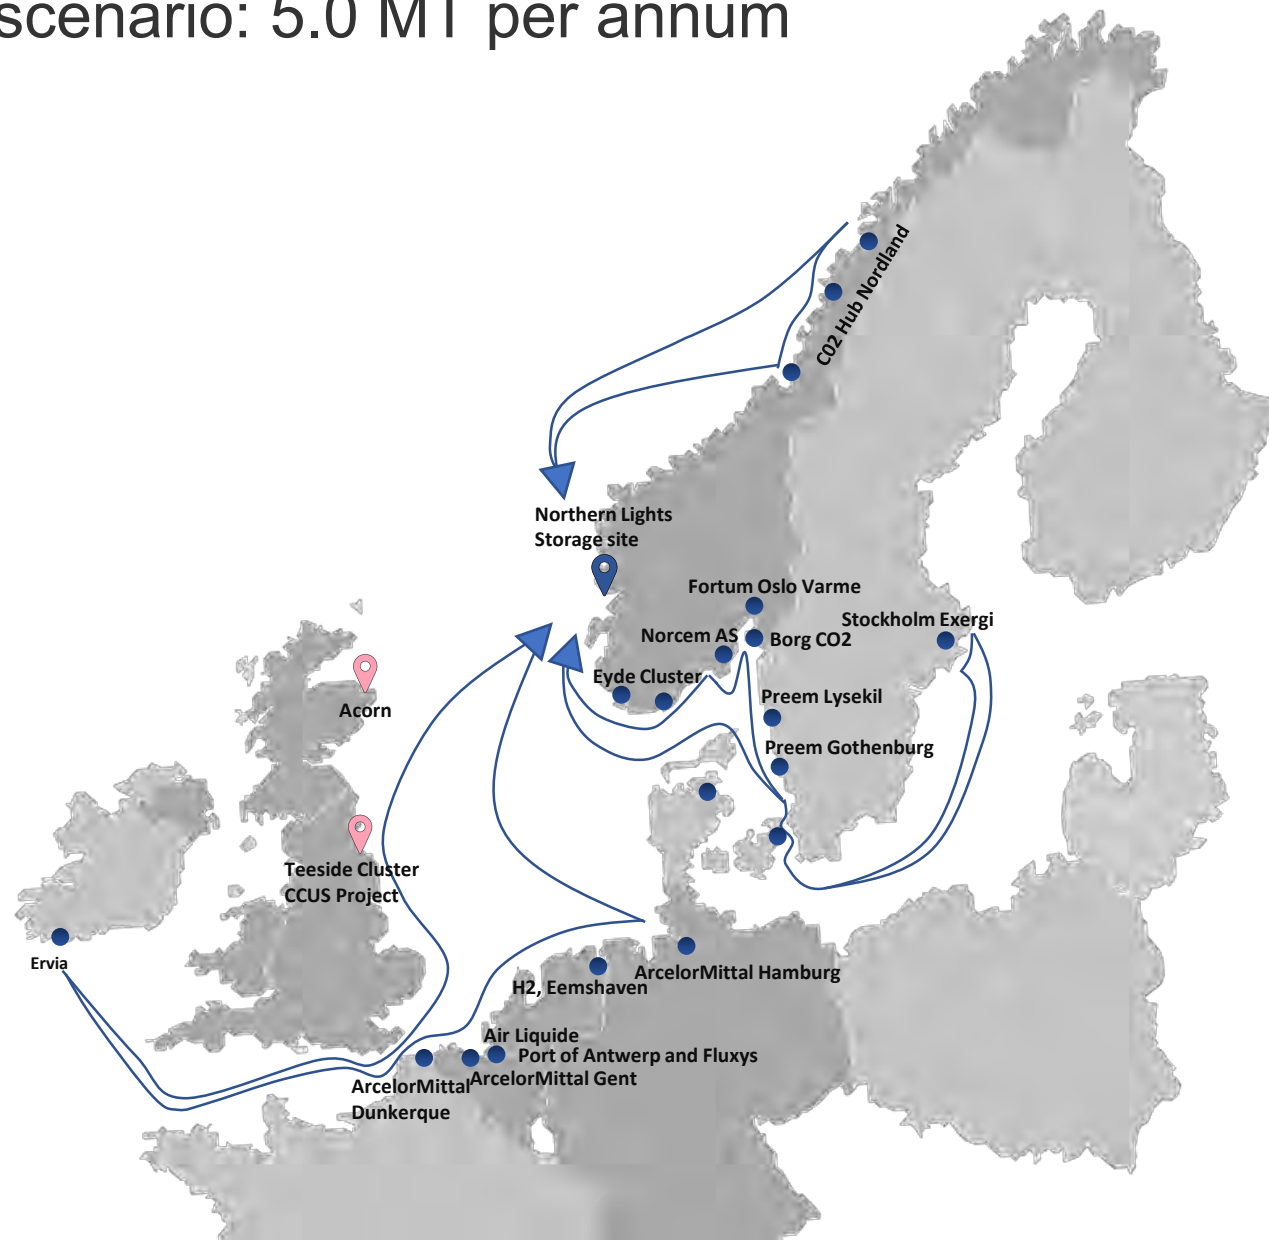 scenario: 5.0 MT per annum
C02 Hub Nordland
Northern Lights
Storage site
Fortum Oslo Varme
Stockholm Exergi
Norcem AS
Borg CO2
Eyde Cluster
Preem Lysekil
Acorn
Preem Gothenburg
Teeside Cluster
CCUS Project
Ervia
ArcelorMittal Hamburg
H2, Eemshaven
Air Liquide
Port of Antwerp and Fluxys
ArcelorMittal Gent
ArcelorMittal
Dunkerque